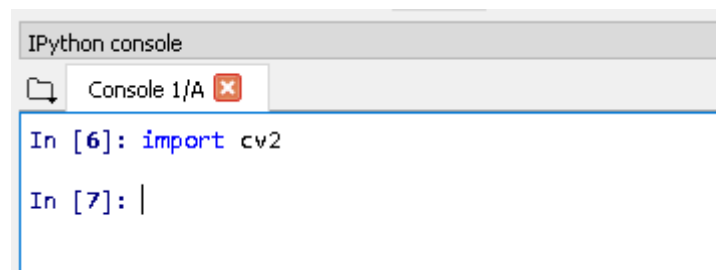 IPython console
Console 1/A
In [6]: import cv2
In [7]: